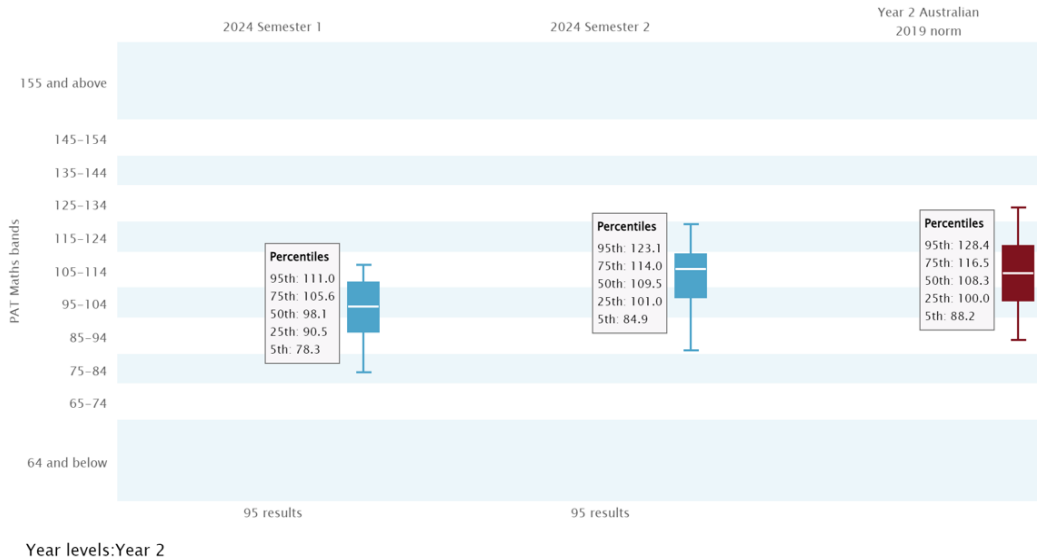 2024 Semester 1
2024 Semester 2
Year 2 Australian
2019 norm
PAT Maths bands
155 and above
145–154
135–144
125–134
115–124
105–114
95–104
85–94
75–84
65–74
64 and below
Percentiles
95th: 111.0
75th: 105.6
50th: 98.1
25th: 90.5
5th: 78.3
Percentiles
95th: 123.1
75th: 114.0
50th: 109.5
25th: 101.0
5th: 84.9
Percentiles
95th: 128.4
75th: 116.5
50th: 108.3
25th: 100.0
5th: 88.2
95 results
95 results
Year levels:Year 2